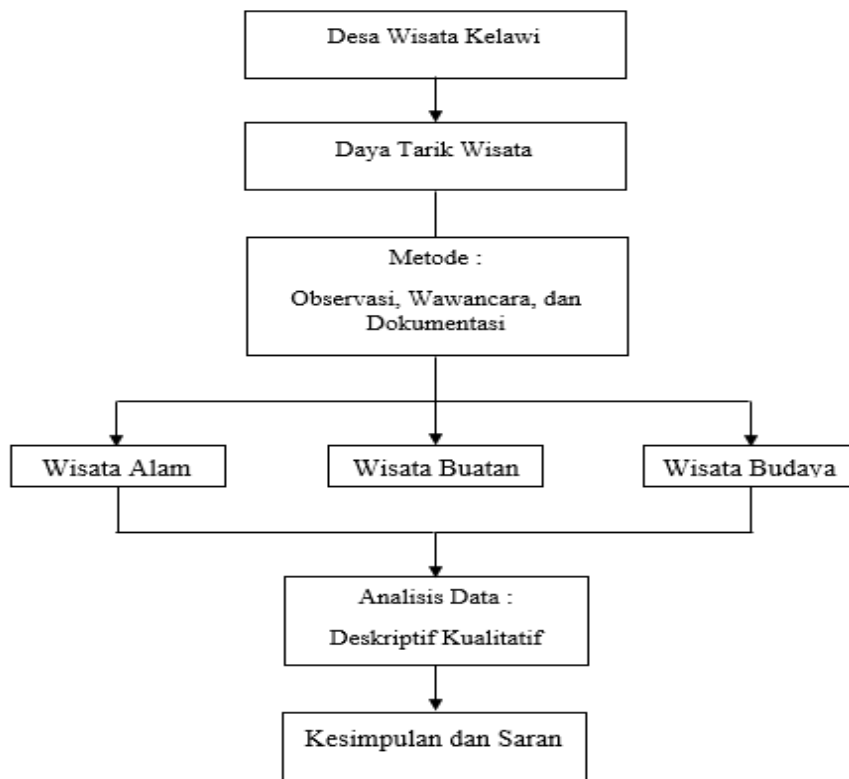 Desa Wisata Kelawi
Daya Tarik Wisata
Metode :
Observasi, Wawancara, dan
Dokumentasi
Wisata Alam
Wisata Buatan
Wisata Budaya
Analisis Data :
Deskriptif Kualitatif
Kesimpulan dan Saran